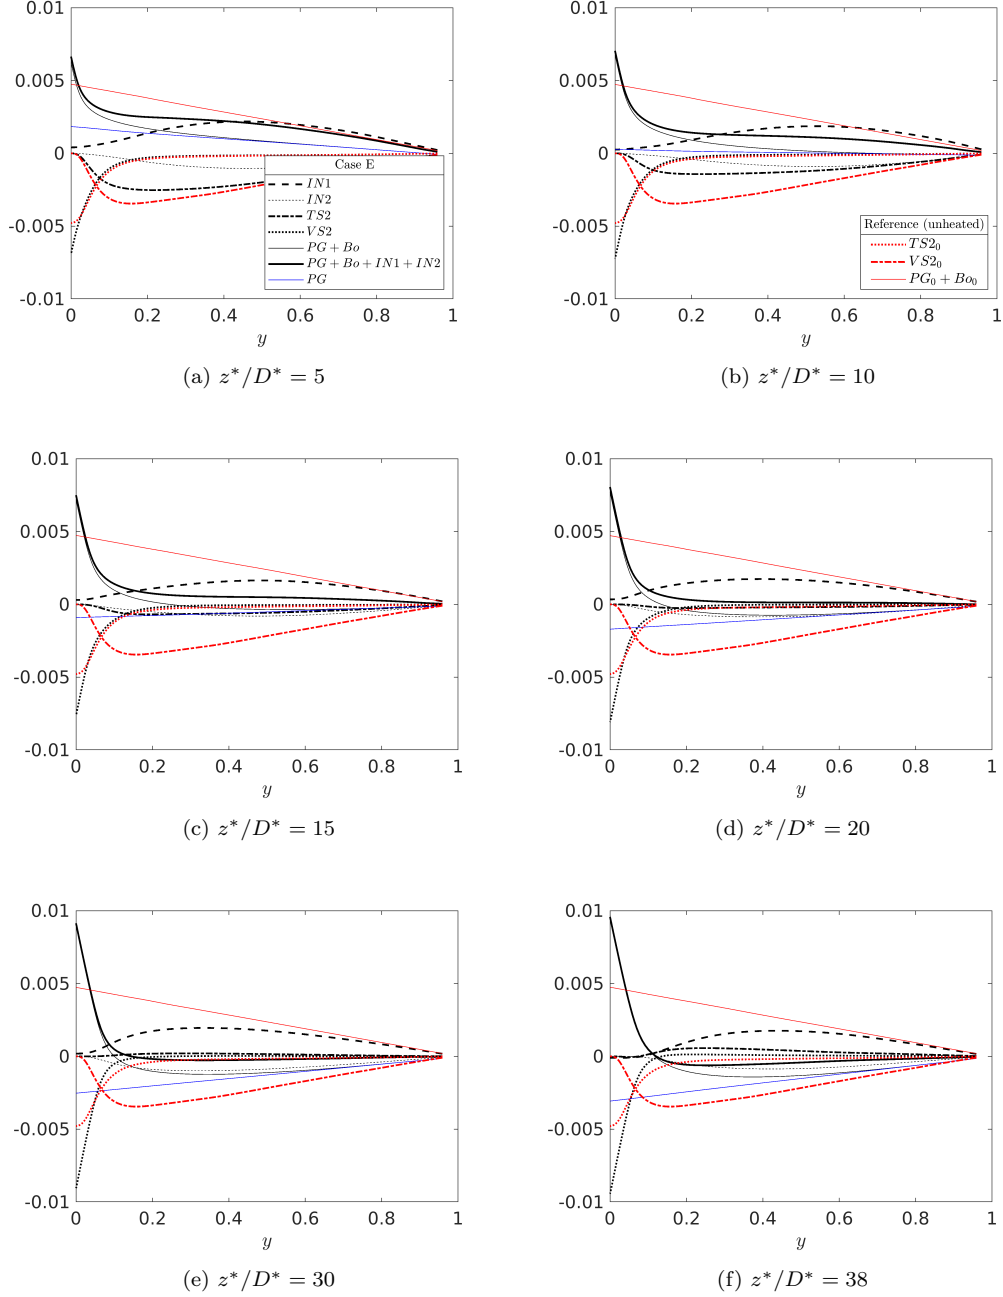 0.01
0.005
0
-0.005
-0.01
0 0.2 0.4 0.6 0.8 1
y
Case E
IN1
IN2
TS2
VS2
PG + Bo
PG + Bo + IN1 + IN2
PG
(a) z*/D* = 5
0.01
0.005
0
-0.005
-0.01
0 0.2 0.4 0.6 0.8 1
y
Reference (unheated)
TS2₀
VS2₀
PG₀ + Bo₀
(b) z*/D* = 10
0.01
0.005
0
-0.005
-0.01
0 0.2 0.4 0.6 0.8 1
y
(c) z*/D* = 15
0.01
0.005
0
-0.005
-0.01
0 0.2 0.4 0.6 0.8 1
y
(d) z*/D* = 20
0.01
0.005
0
-0.005
-0.01
0 0.2 0.4 0.6 0.8 1
y
(e) z*/D* = 30
0.01
0.005
0
-0.005
-0.01
0 0.2 0.4 0.6 0.8 1
y
(f) z*/D* = 38